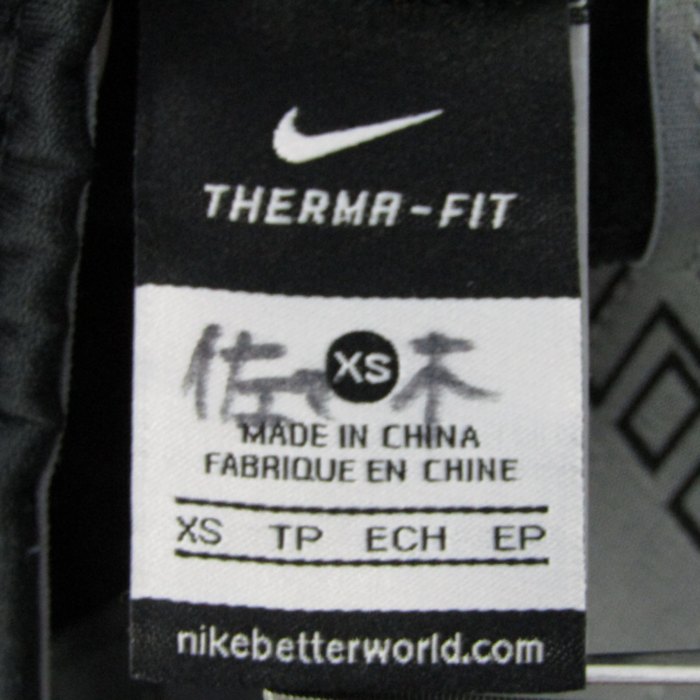 THERMA-FIT
佐々木
XS
MADE IN CHINA
FABRIQUE EN CHINE
XS TP ECH EP
nikebetterworld.com